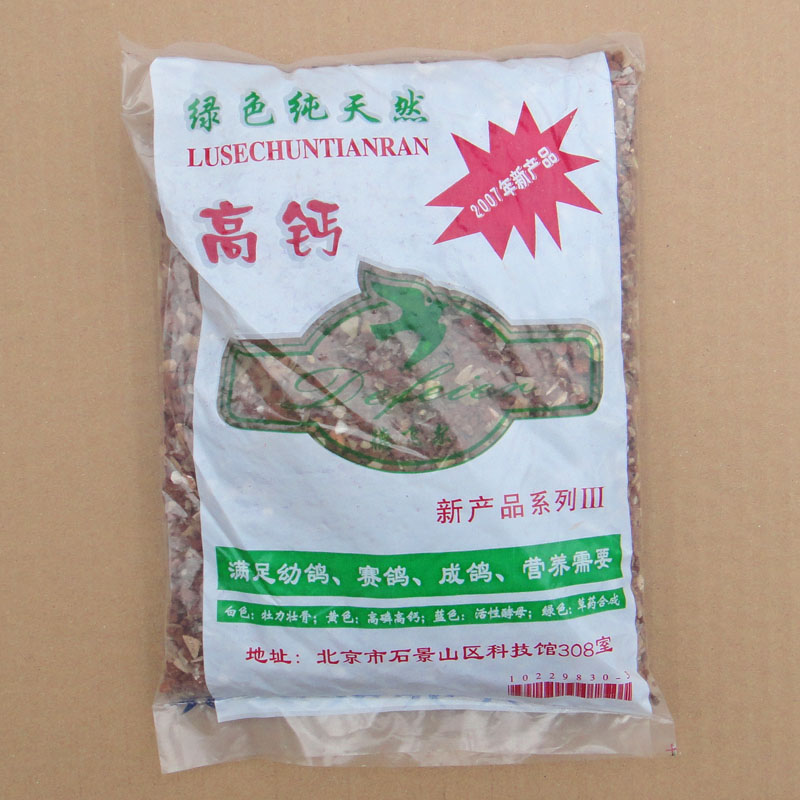 绿色纯天然
LUSECHUNTIANRAN
2007年新产品
高钙
新产品系列III
满足幼鸽、赛鸽、成鸽、营养需要
白色：壮力壮骨；黄色：高磷高钙；蓝色：活性酵母；绿色：草药合成
地址：北京市石景山区科技馆308室
10229830-